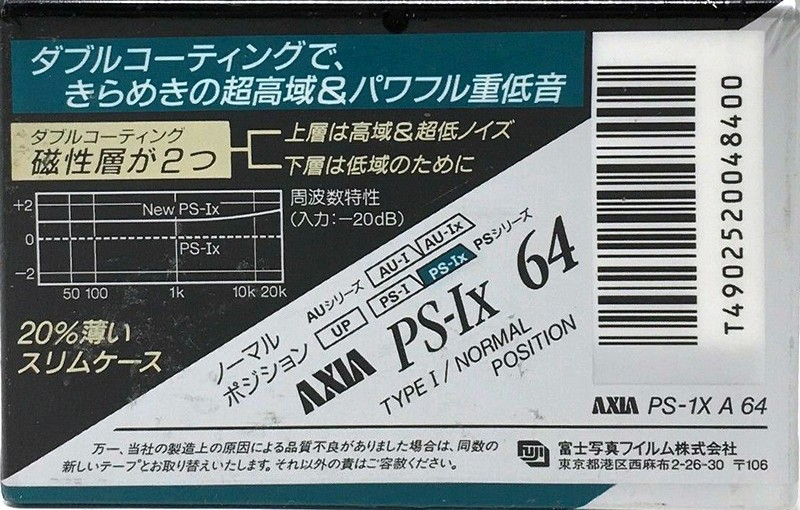 ダブルコーティングで、
きらめきの超高域&パワフル重低音
ダブルコーティング
磁性層が2つ
上層は高域&超低ノイズ
下層は低域のために
周波数特性
(入力:−20dB)
+2
0
−2
New PS-Ix
PS-Ix
50 100 1k 10k 20k
20%薄い
スリムケース
ノーマル
ポジション
AUシリーズ
AU-I
AU-Ix
UP
PS-I
PS-Ix
PSシリーズ
AXIA PS-Ix 64
TYPE I / NORMAL
POSITION
T4902520048400
AXIA PS-1X A 64
万一、当社の製造上の原因による品質不良がありました場合は、同数の
新しいテープとお取り替えいたします。それ以外の責はご容赦ください。
FUJI
富士写真フイルム株式会社
東京都港区西麻布2-26-30 〒106